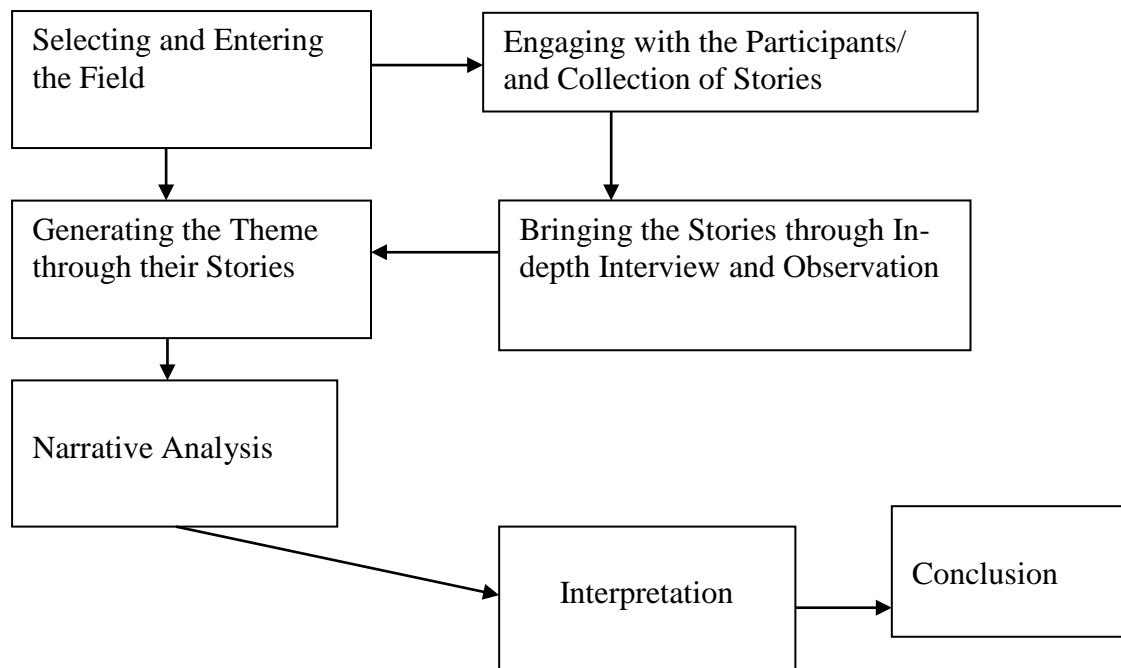 Selecting and Entering
the Field
Engaging with the Participants/
and Collection of Stories
Generating the Theme
through their Stories
Bringing the Stories through In-
depth Interview and Observation
Narrative Analysis
Interpretation
Conclusion